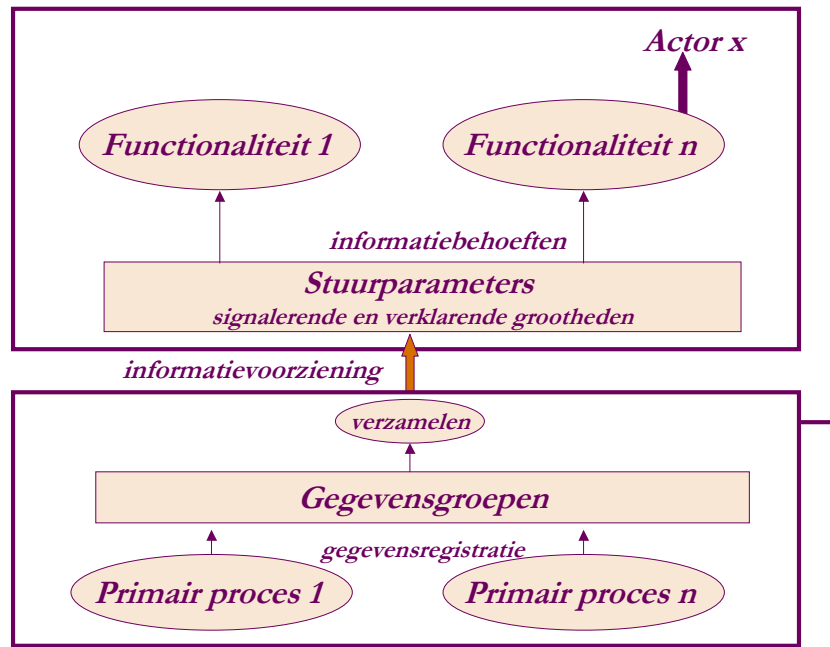 Actor x
Functionaliteit 1
Functionaliteit n
informatiebehoeften
Stuurparameters
signalerende en verklarende grootheden
informatievoorziening
verzamelen
Gegevensgroepen
gegevensregistratie
Primair proces 1
Primair proces n